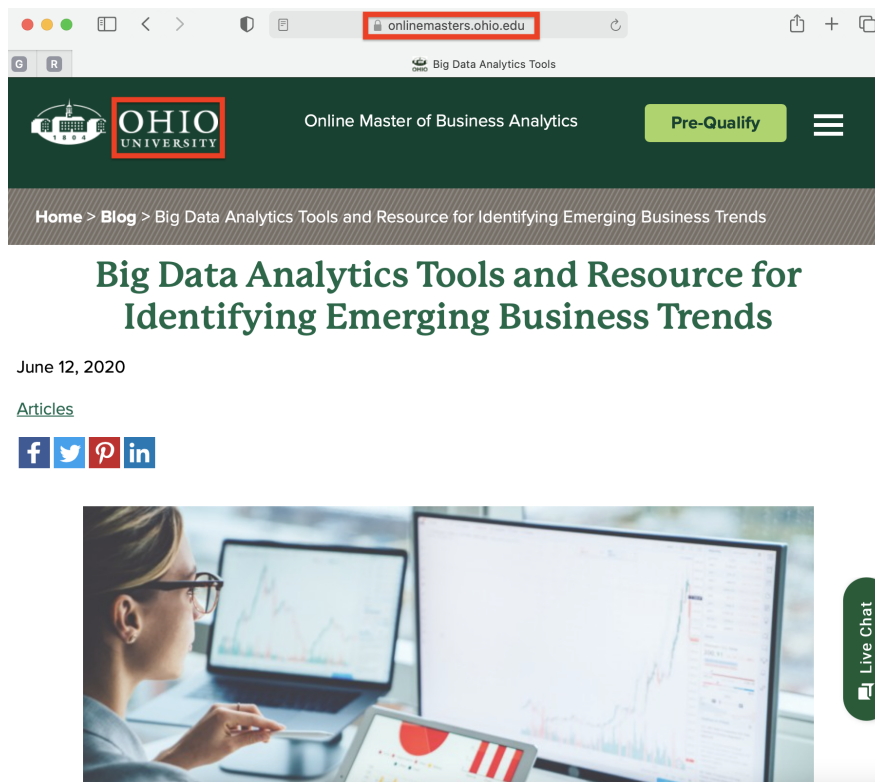 onlinemasters.ohio.edu
G
R
OHIO
Big Data Analytics Tools
1804
OHIO
UNIVERSITY
Online Master of Business Analytics
Pre-Qualify
Home > Blog > Big Data Analytics Tools and Resource for Identifying Emerging Business Trends
Big Data Analytics Tools and Resource for
Identifying Emerging Business Trends
June 12, 2020
Articles
f
in
Live Chat